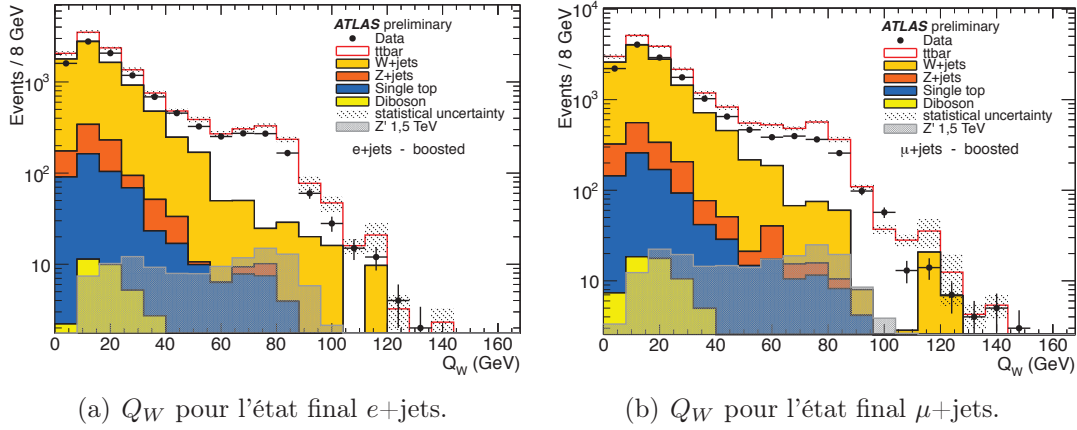 Events / 8 GeV
10³
10²
10
ATLAS preliminary
Data
ttbar
W+jets
Z+jets
Single top
Diboson
statistical uncertainty
Z' 1,5 TeV
e+jets - boosted
0 20 40 60 80 100 120 140 160
Q_W (GeV)
(a) Q_W pour l'état final e+jets.
Events / 8 GeV
10⁴
10³
10²
10
ATLAS preliminary
Data
ttbar
W+jets
Z+jets
Single top
Diboson
statistical uncertainty
Z' 1,5 TeV
μ+jets - boosted
0 20 40 60 80 100 120 140 160
Q_W (GeV)
(b) Q_W pour l'état final μ+jets.